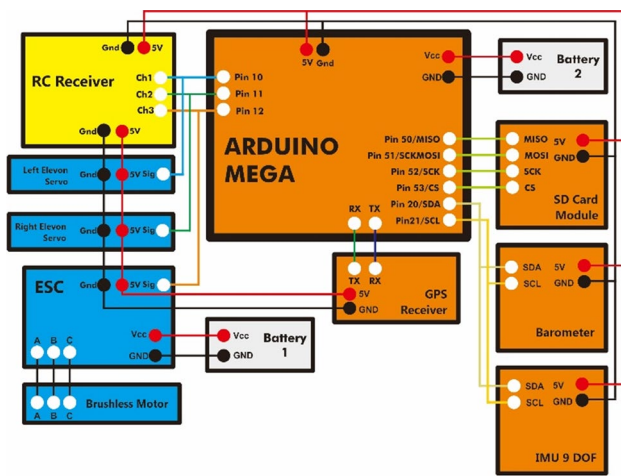 Gnd 5V
RC Receiver
Ch1
Ch2
Ch3
Gnd 5V
Left Elevon
Servo
Gnd 5V Sig
Right Elevon
Servo
Gnd 5V Sig
ESC
Gnd 5V Sig
Vcc
GND
A B C
A B C
Brushless Motor
Vcc
GND
Battery
1
5V Gnd
Pin 10
Pin 11
Pin 12
ARDUINO
MEGA
Vcc
GND
Pin 50/MISO
Pin 51/SCKMOSI
Pin 52/SCK
Pin 53/CS
Pin 20/SDA
Pin21/SCL
RX TX
TX RX
5V
GND
GPS
Receiver
Vcc
GND
Battery
2
MISO
MOSI
SCK
CS
5V
GND
SD Card
Module
SDA
SCL
5V
GND
Barometer
SDA
SCL
5V
GND
IMU 9 DOF